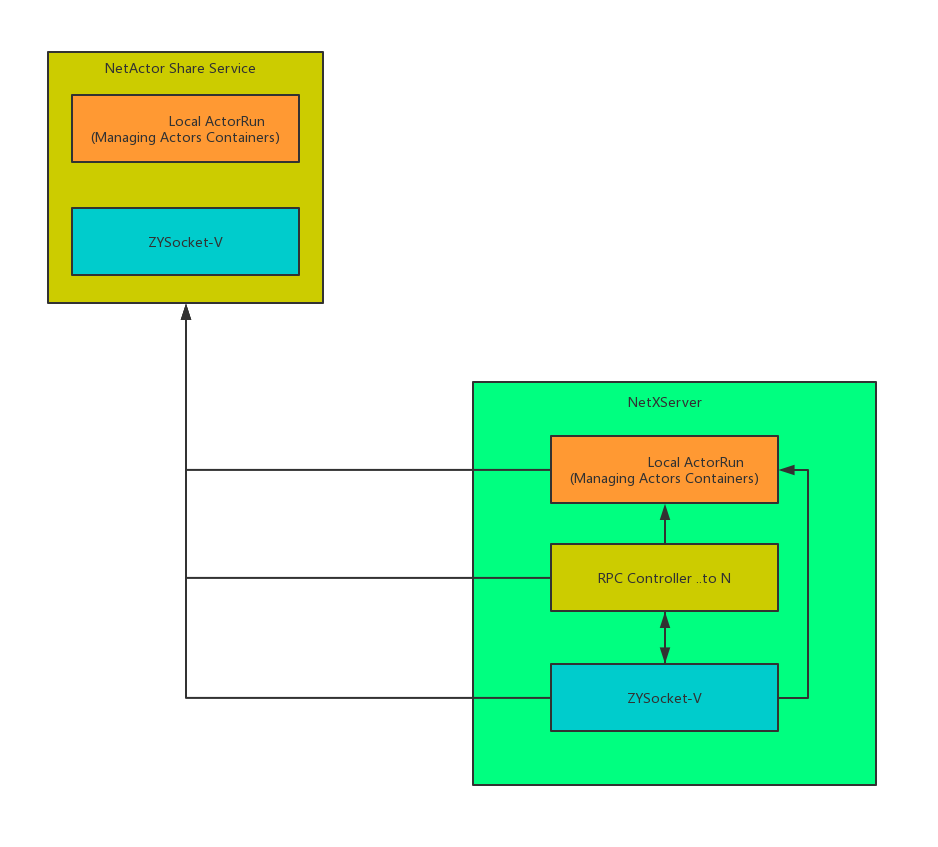 NetActor Share Service
Local ActorRun
(Managing Actors Containers)
ZYSocket-V
NetXServer
Local ActorRun
(Managing Actors Containers)
RPC Controller ..to N
ZYSocket-V